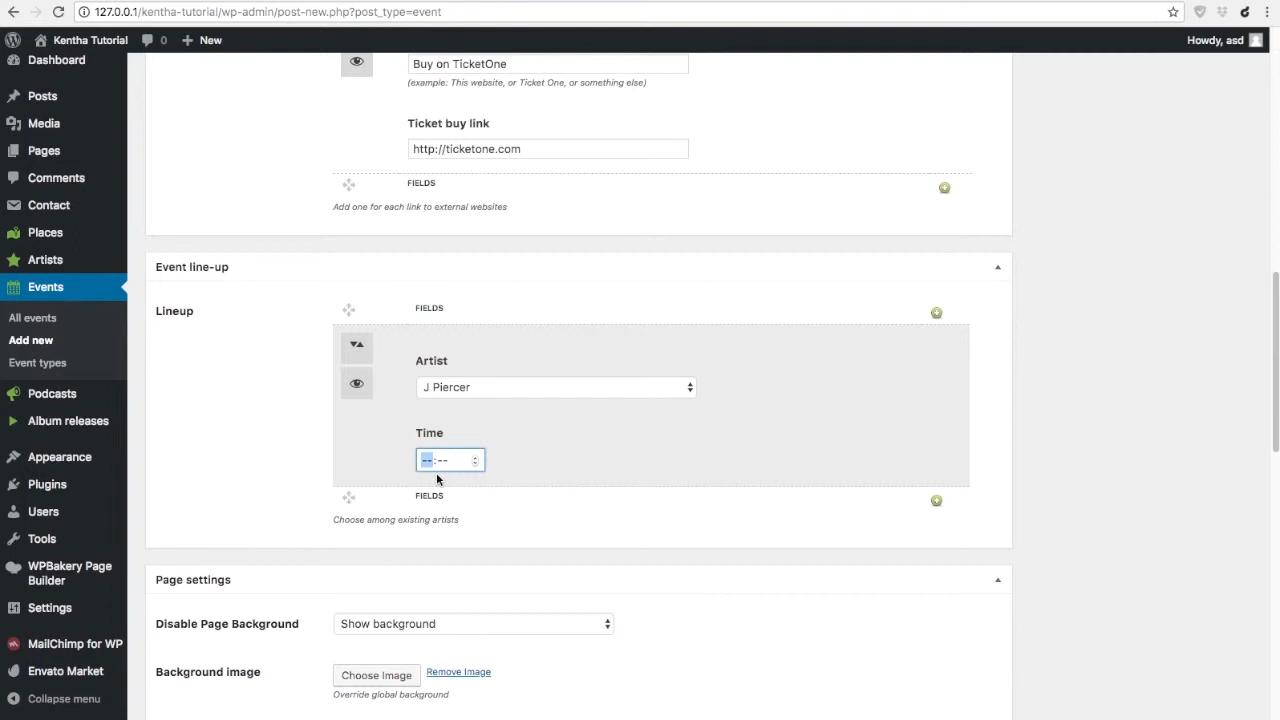 127.0.0.1/kentha-tutorial/wp-admin/post-new.php?post_type=event
Kentha Tutorial
0
New
Howdy, asd
Dashboard
Posts
Media
Pages
Comments
Contact
Places
Artists
Events
All events
Add new
Event types
Podcasts
Album releases
Appearance
Plugins
Users
Tools
WPBakery Page
Builder
Settings
MailChimp for WP
Envato Market
Collapse menu
Buy on TicketOne
(example: This website, or Ticket One, or something else)
Ticket buy link
http://ticketone.com
FIELDS
Add one for each link to external websites
Event line-up
Lineup
FIELDS
Artist
J Piercer
Time
--:--
FIELDS
Choose among existing artists
Page settings
Disable Page Background
Show background
Background image
Choose Image
Remove Image
Override global background